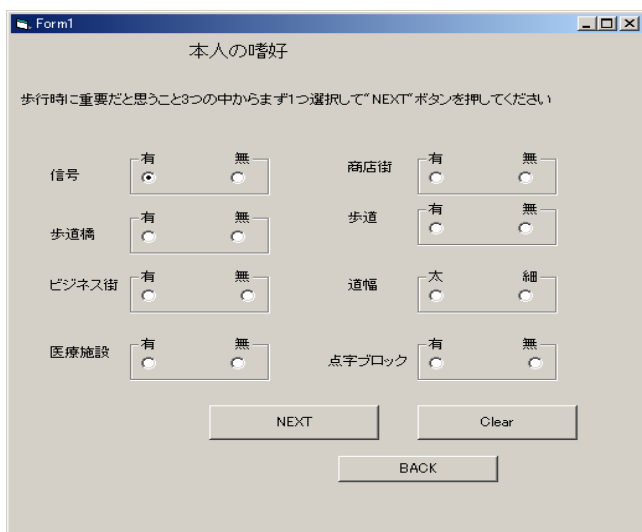 Form1
本人の嗜好
歩行時に重要だと思うこと3つの中からまず1つ選択して"NEXT"ボタンを押してください
信号 有 無
商店街 有 無
歩道橋 有 無
歩道 有 無
ビジネス街 有 無
道幅 太 細
医療施設 有 無
点字ブロック 有 無
NEXT
Clear
BACK